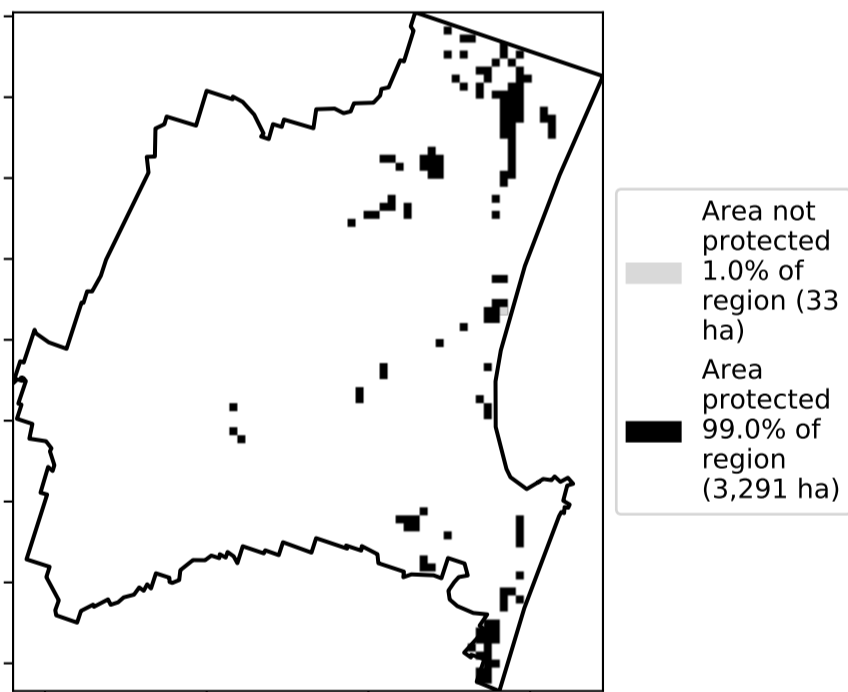 Area not
protected
1.0% of
region (33
ha)
Area
protected
99.0% of
region
(3,291 ha)